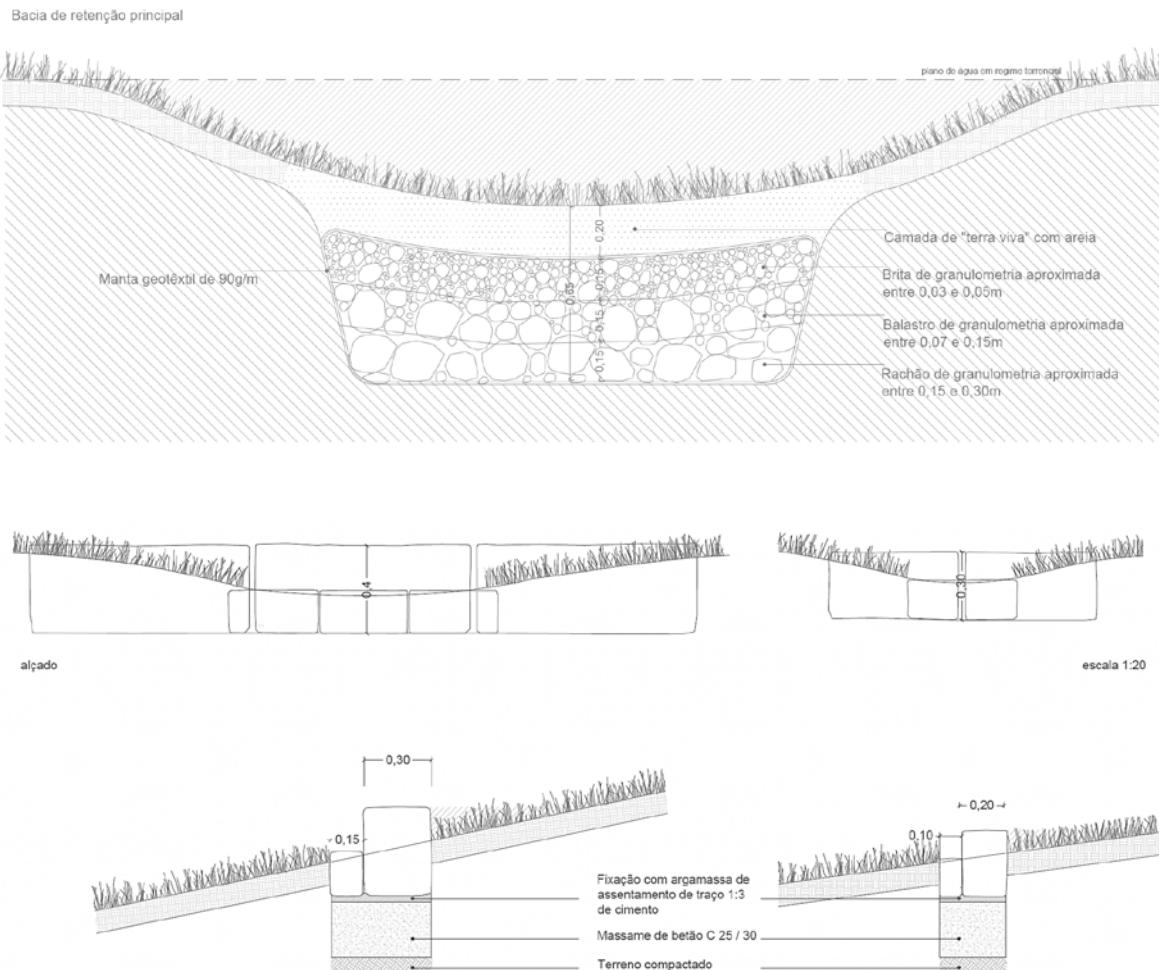 Bacia de retenção principal
plano de água em regime torrencial
0,20
Camada de "terra viva" com areia
Manta geotêxtil de 90g/m
0,15
0,65
Brita de granulometria aproximada
entre 0,03 e 0,05m
0,15
Balastro de granulometria aproximada
entre 0,07 e 0,15m
0,15
Rachão de granulometria aproximada
entre 0,15 e 0,30m
0,4
0,30
alçado
escala 1:20
0,30
0,15
0,20
0,10
Fixação com argamassa de
assentamento de traço 1:3
de cimento
Massame de betão C 25 / 30
Terreno compactado